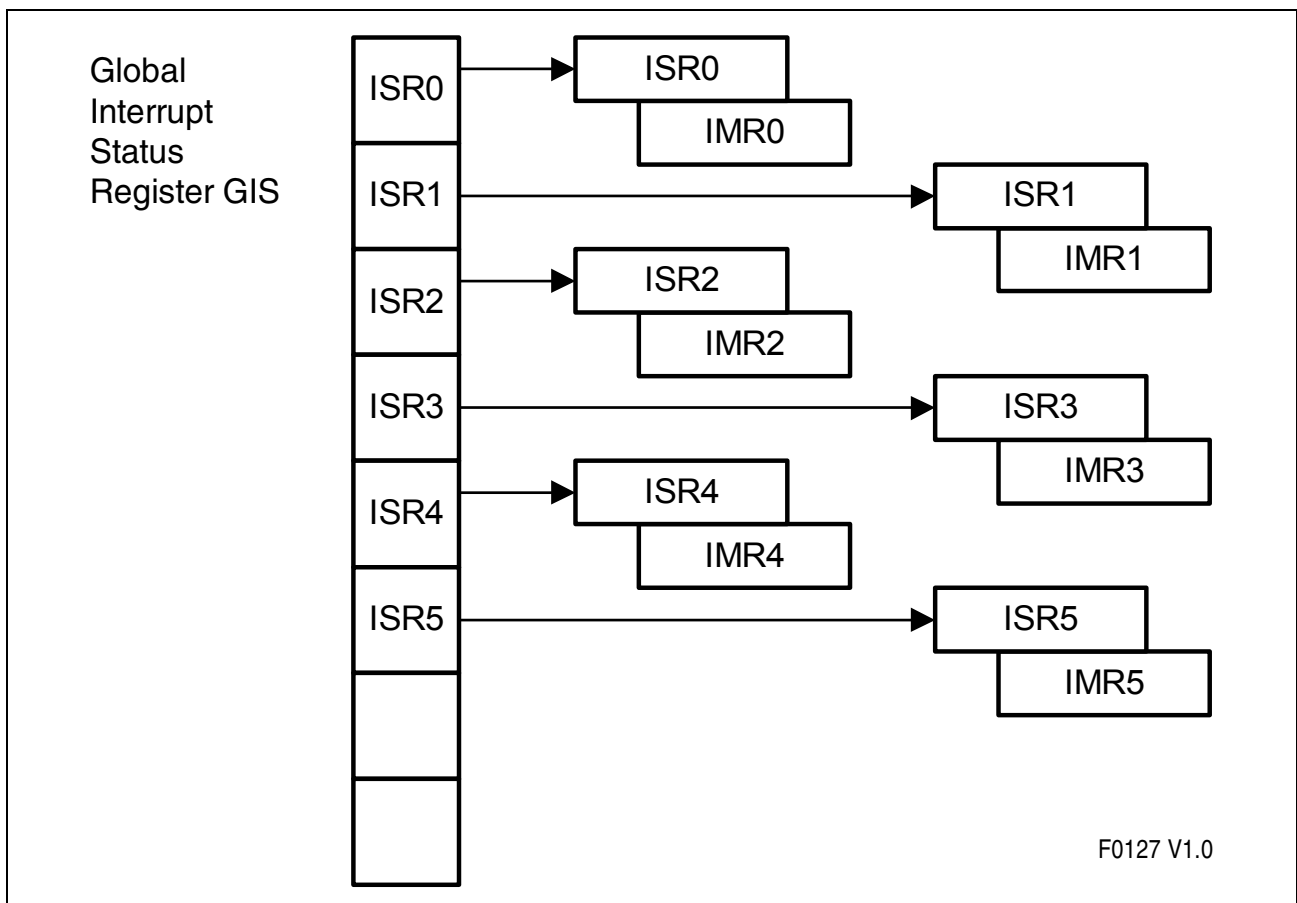 Global
Interrupt
Status
Register GIS
ISR0
ISR0
IMR0
ISR1
ISR1
IMR1
ISR2
ISR2
IMR2
ISR3
ISR3
IMR3
ISR4
ISR4
IMR4
ISR5
ISR5
IMR5
F0127 V1.0